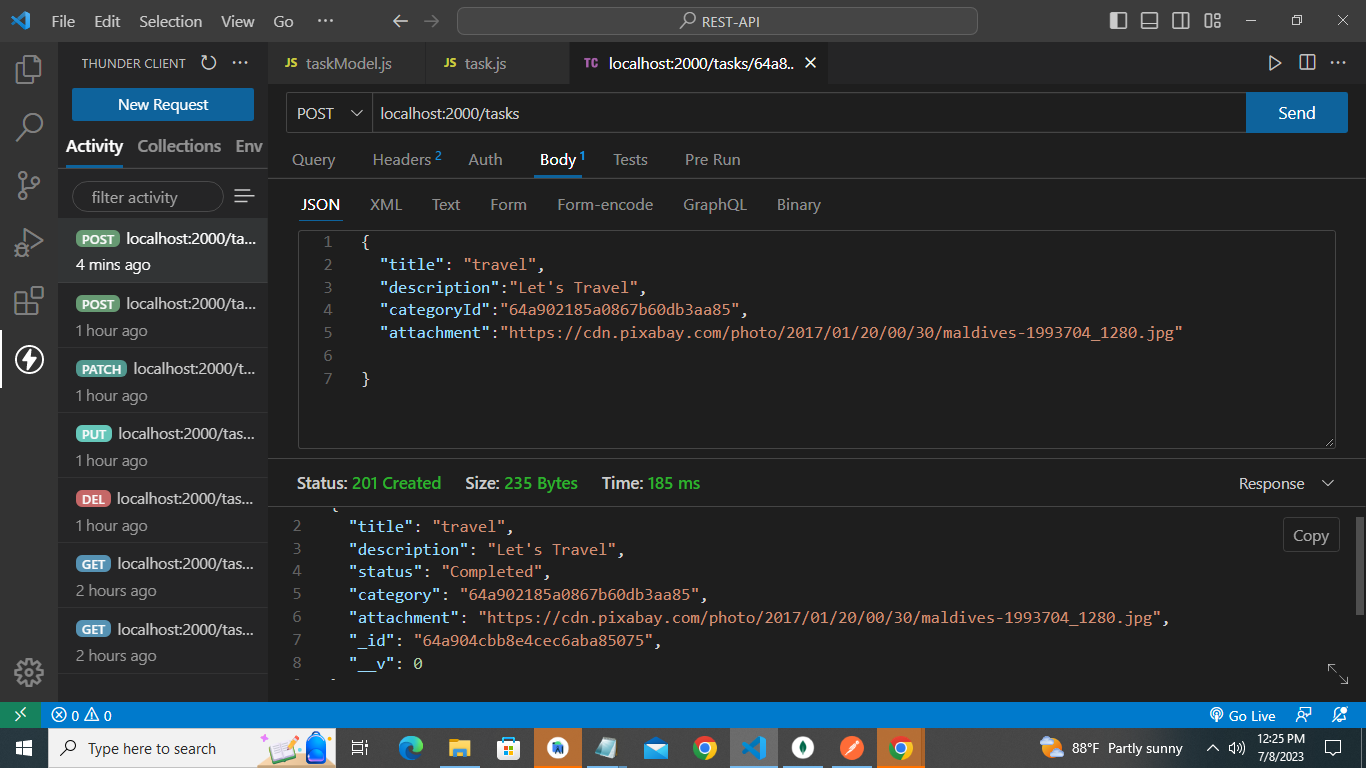 File Edit Selection View Go ··· REST-API
THUNDER CLIENT ···
JS taskModel.js JS task.js TC localhost:2000/tasks/64a8..
New Request
POST localhost:2000/tasks Send
Activity Collections Env
Query Headers 2 Auth Body 1 Tests Pre Run
filter activity
JSON XML Text Form Form-encode GraphQL Binary
POST localhost:2000/ta...
4 mins ago
POST localhost:2000/ta...
1 hour ago
PATCH localhost:2000/t...
1 hour ago
PUT localhost:2000/tas...
1 hour ago
DEL localhost:2000/tas...
1 hour ago
GET localhost:2000/tas...
2 hours ago
GET localhost:2000/tas...
2 hours ago
1 {
2 "title": "travel",
3 "description":"Let's Travel",
4 "categoryId":"64a902185a0867b60db3aa85",
5 "attachment":"https://cdn.pixabay.com/photo/2017/01/20/00/30/maldives-1993704_1280.jpg"
6
7 }
Status: 201 Created Size: 235 Bytes Time: 185 ms Response
Copy
2 "title": "travel",
3 "description": "Let's Travel",
4 "status": "Completed",
5 "category": "64a902185a0867b60db3aa85",
6 "attachment": "https://cdn.pixabay.com/photo/2017/01/20/00/30/maldives-1993704_1280.jpg",
7 "_id": "64a904cbb8e4cec6aba85075",
8 "__v": 0
0 0 Go Live
Type here to search 88°F Partly sunny 12:25 PM
7/8/2023